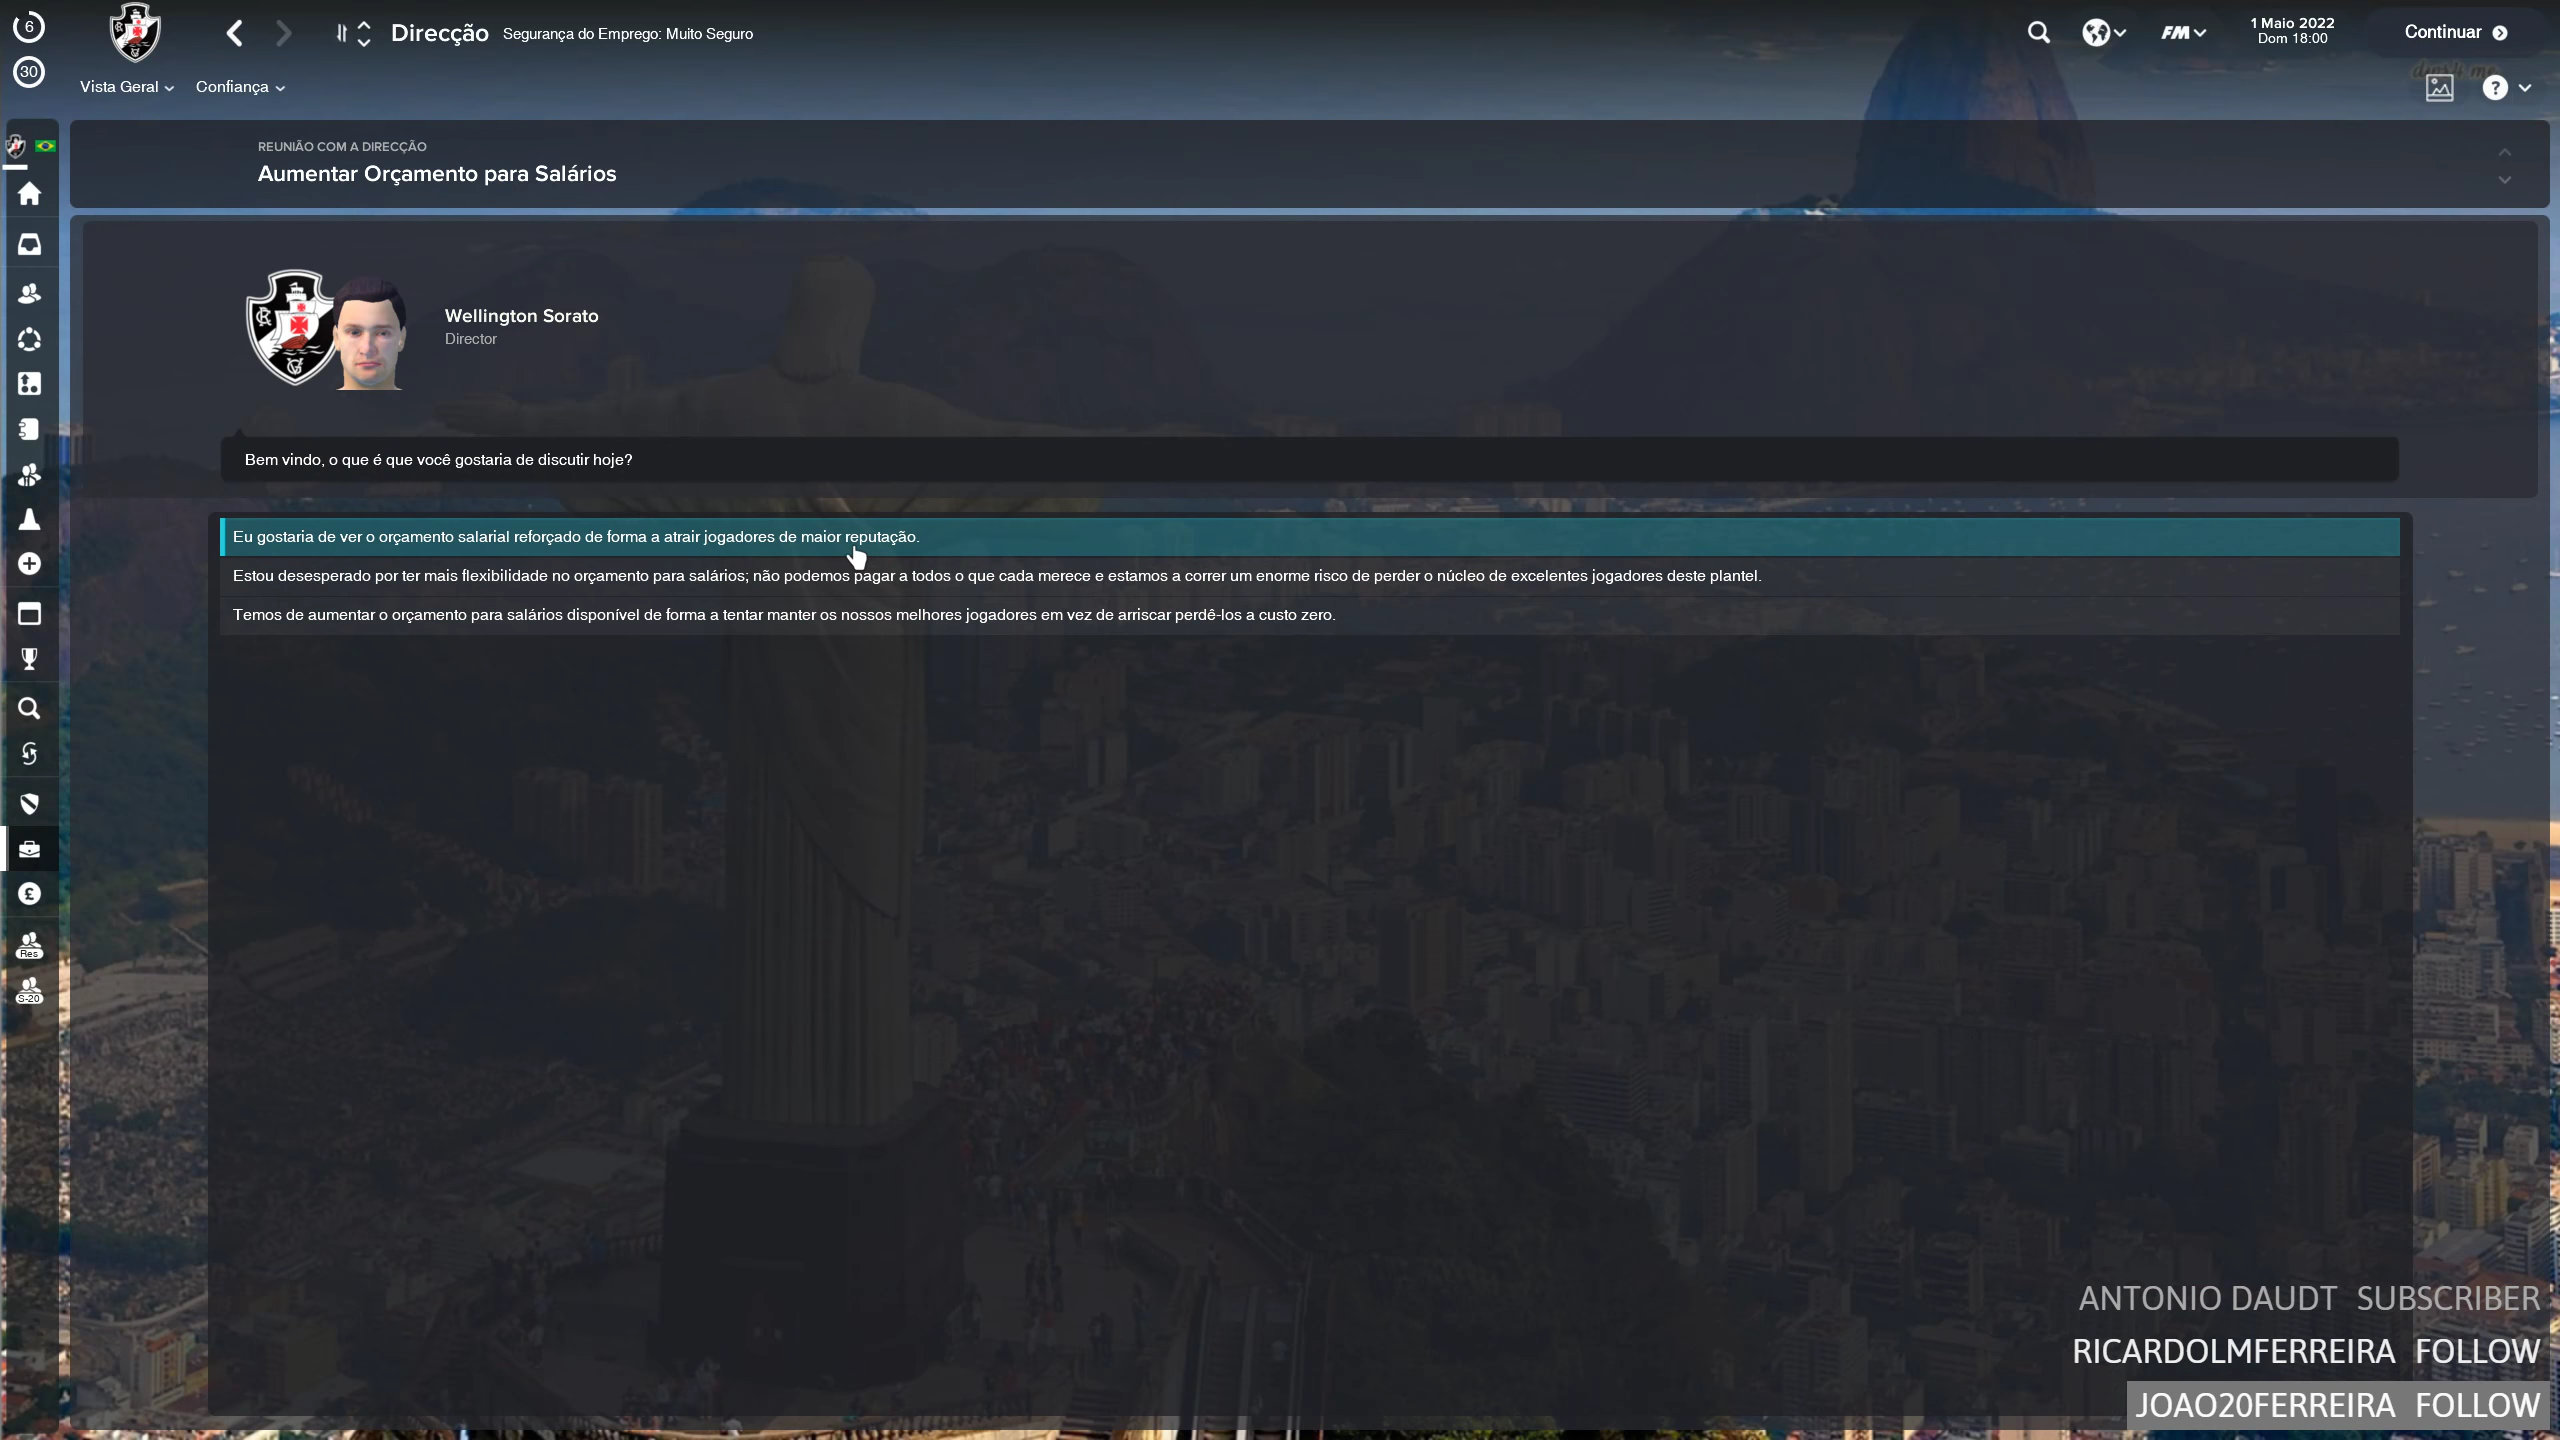 6
30
Direcção Segurança do Emprego: Muito Seguro
FM
1 Maio 2022
Dom 18:00
Continuar
Vista Geral
Confiança
REUNIÃO COM A DIRECÇÃO
Aumentar Orçamento para Salários
Wellington Sorato
Director
Bem vindo, o que é que você gostaria de discutir hoje?
Eu gostaria de ver o orçamento salarial reforçado de forma a atrair jogadores de maior reputação.
Estou desesperado por ter mais flexibilidade no orçamento para salários; não podemos pagar a todos o que cada merece e estamos a correr um enorme risco de perder o núcleo de excelentes jogadores deste plantel.
Temos de aumentar o orçamento para salários disponível de forma a tentar manter os nossos melhores jogadores em vez de arriscar perdê-los a custo zero.
Res
S-20
ANTONIO DAUDT SUBSCRIBER
RICARDOLMFERREIRA FOLLOW
JOAO20FERREIRA FOLLOW